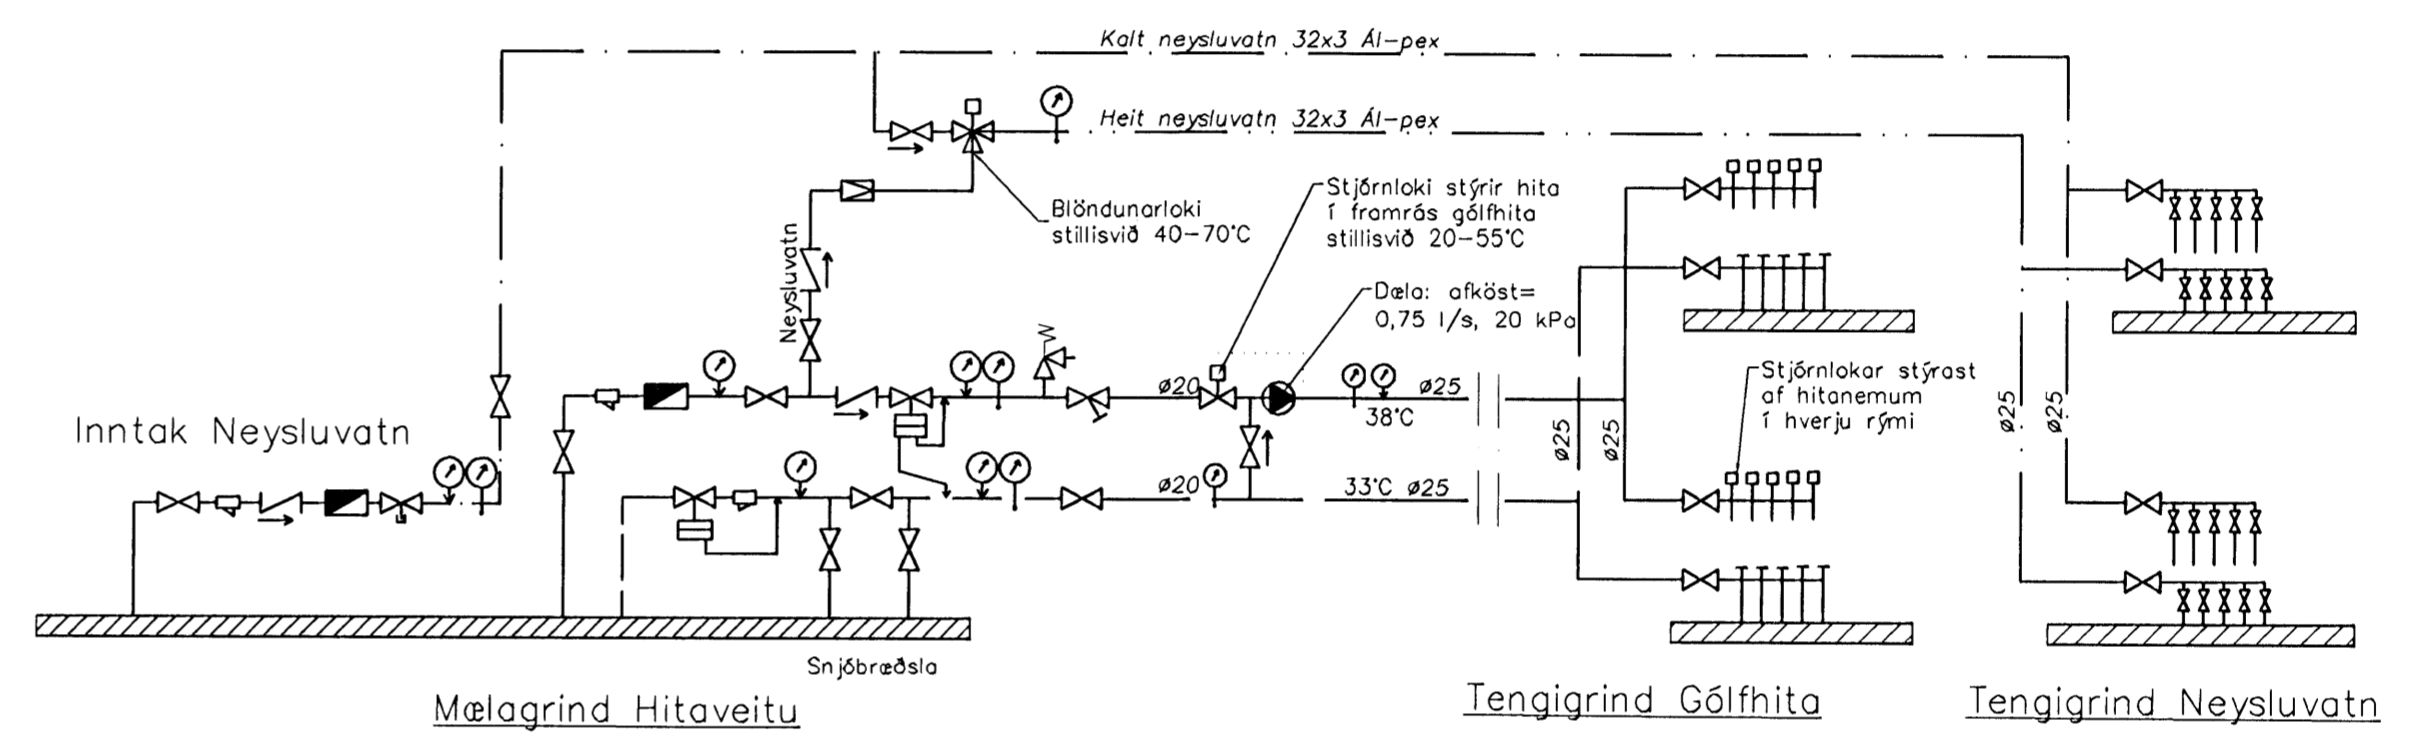 Kalt neysluvatn 32x3 Ál-pex
Heit neysluvatn 32x3 Ál-pex
Stjórnloki stýrir hita
í framrás gólfhita
stillisvið 20-55°C
Blöndunarloki
stillisvið 40-70°C
Neysluvatn
Dæla: afköst=
0,75 l/s, 20 kPa
Stjórnlokar stýrast
af hitanemum
í hverju rými
ø20
ø25
38°C
Inntak Neysluvatn
ø25
ø25
ø25
ø25
ø20
33°C ø25
Snjóbræðsla
Mælagrind Hitaveitu
Tengigrind Gólfhita
Tengigrind Neysluvatn